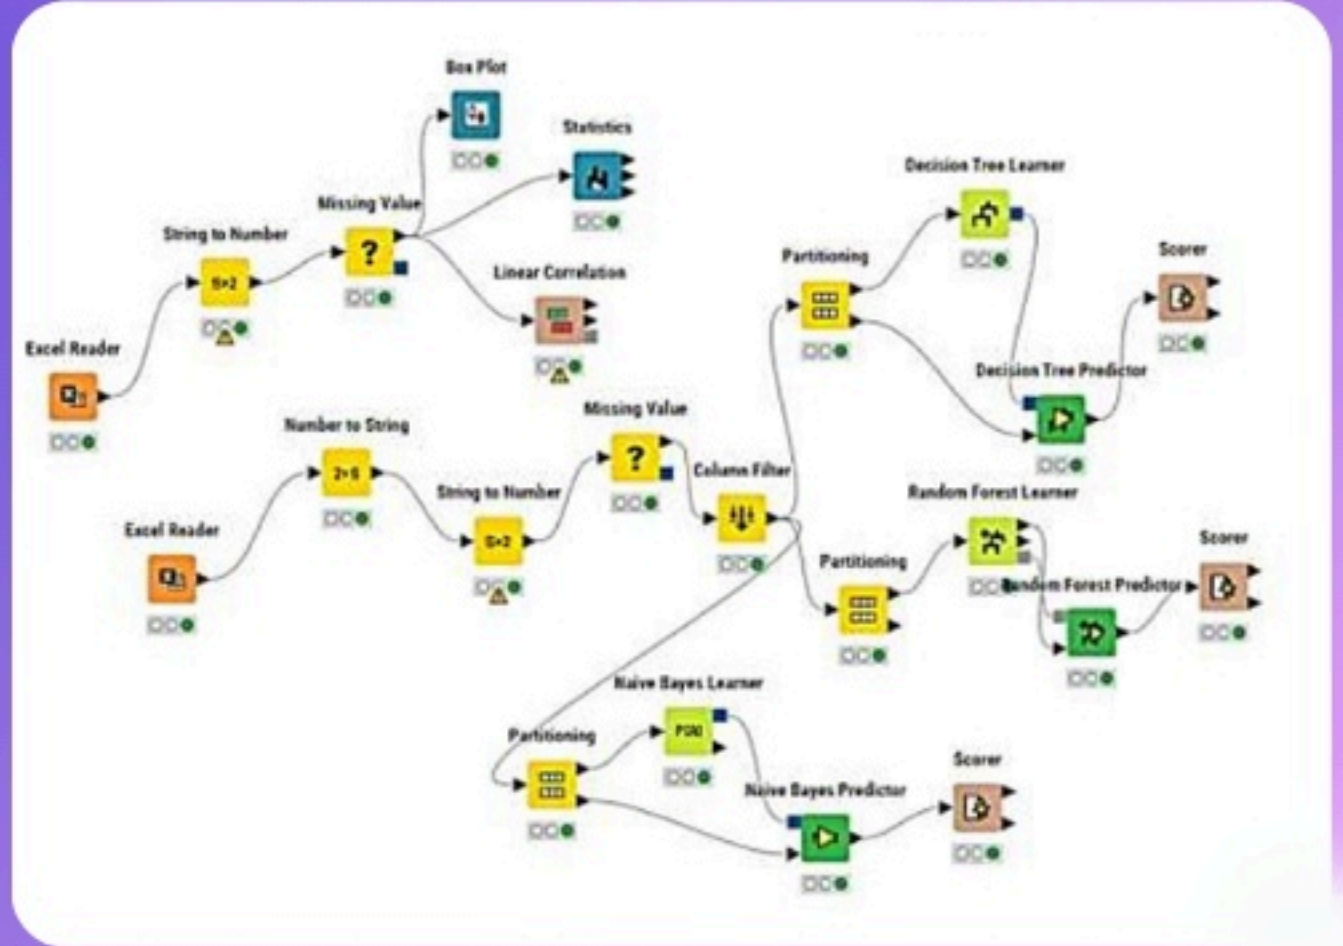 Box Plot
Statistics
Missing Value
String to Number
Linear Correlation
Excel Reader
Decision Tree Learner
Partitioning
Scorer
Decision Tree Predictor
Missing Value
Number to String
Column Filter
String to Number
Excel Reader
Random Forest Learner
Partitioning
Scorer
Random Forest Predictor
Naive Bayes Learner
Partitioning
Scorer
Naive Bayes Predictor
?
?